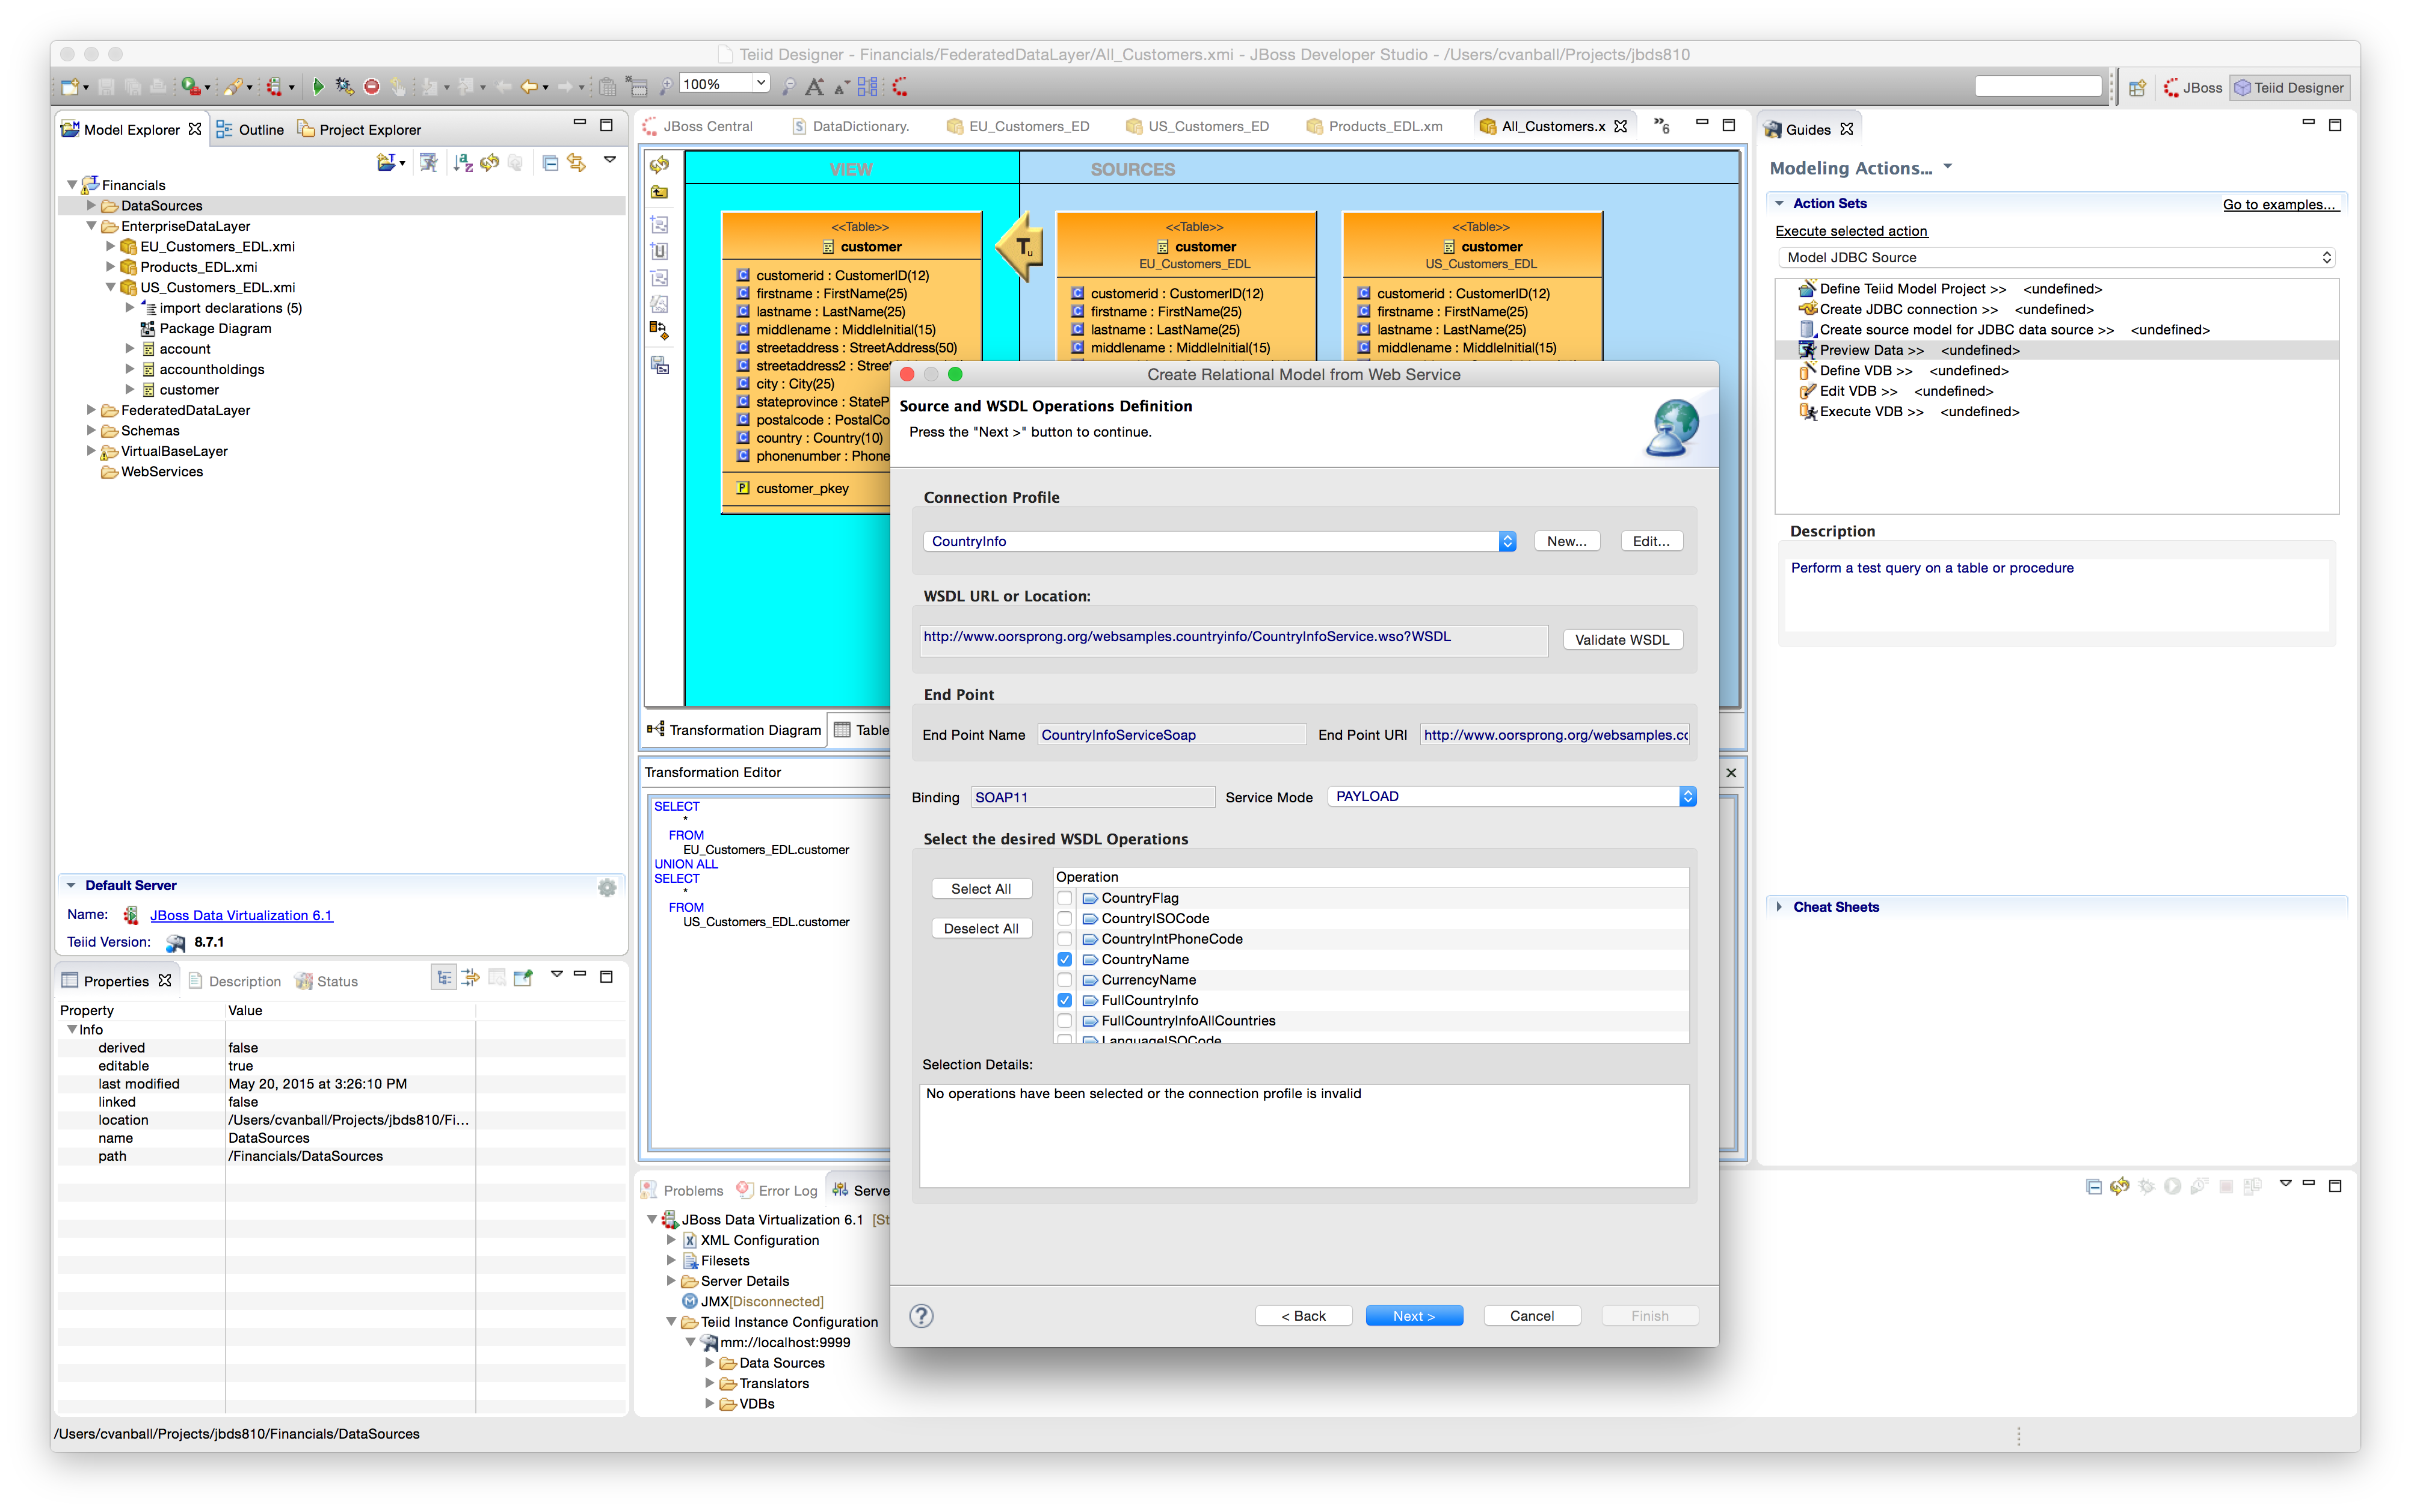 Teiid Designer - Financials/FederatedDataLayer/All_Customers.xmi - JBoss Developer Studio - /Users/cvanball/Projects/jbds810
100%
JBoss
Teiid Designer
Model Explorer
Outline
Project Explorer
Financials
DataSources
EnterpriseDataLayer
EU_Customers_EDL.xmi
Products_EDL.xmi
US_Customers_EDL.xmi
import declarations (5)
Package Diagram
account
accountholdings
customer
FederatedDataLayer
Schemas
VirtualBaseLayer
WebServices
Default Server
Name:
JBoss Data Virtualization 6.1
Teiid Version:
8.7.1
Properties
Description
Status
Property Value
Info
derived false
editable true
last modified May 20, 2015 at 3:26:10 PM
linked false
location /Users/cvanball/Projects/jbds810/Fi...
name DataSources
path /Financials/DataSources
JBoss Central
DataDictionary.
EU_Customers_ED
US_Customers_ED
Products_EDL.xm
All_Customers.x
»6
VIEW
SOURCES
<<Table>>
customer
customerid : CustomerID(12)
firstname : FirstName(25)
lastname : LastName(25)
middlename : MiddleInitial(15)
streetaddress : StreetAddress(50)
streetaddress2 : Street
city : City(25)
stateprovince : StateP
postalcode : PostalCo
country : Country(10)
phonenumber : Phone
customer_pkey
Tu
<<Table>>
customer
EU_Customers_EDL
customerid : CustomerID(12)
firstname : FirstName(25)
lastname : LastName(25)
middlename : MiddleInitial(15)
<<Table>>
customer
US_Customers_EDL
customerid : CustomerID(12)
firstname : FirstName(25)
lastname : LastName(25)
middlename : MiddleInitial(15)
Transformation Diagram
Table
Transformation Editor
SELECT
*
FROM
EU_Customers_EDL.customer
UNION ALL
SELECT
*
FROM
US_Customers_EDL.customer
Create Relational Model from Web Service
Source and WSDL Operations Definition
Press the "Next >" button to continue.
Connection Profile
CountryInfo
New...
Edit...
WSDL URL or Location:
http://www.oorsprong.org/websamples.countryinfo/CountryInfoService.wso?WSDL
Validate WSDL
End Point
End Point Name
CountryInfoServiceSoap
End Point URI
http://www.oorsprong.org/websamples.cc
Binding
SOAP11
Service Mode
PAYLOAD
Select the desired WSDL Operations
Select All
Deselect All
Operation
CountryFlag
CountryISOCode
CountryIntPhoneCode
CountryName
CurrencyName
FullCountryInfo
FullCountryInfoAllCountries
LanguageISOCode
Selection Details:
No operations have been selected or the connection profile is invalid
< Back
Next >
Cancel
Finish
Problems
Error Log
Serve
JBoss Data Virtualization 6.1 [St
XML Configuration
Filesets
Server Details
JMX[Disconnected]
Teiid Instance Configuration
mm://localhost:9999
Data Sources
Translators
VDBs
Guides
Modeling Actions...
Action Sets
Go to examples...
Execute selected action
Model JDBC Source
Define Teiid Model Project >> <undefined>
Create JDBC connection >> <undefined>
Create source model for JDBC data source >> <undefined>
Preview Data >> <undefined>
Define VDB >> <undefined>
Edit VDB >> <undefined>
Execute VDB >> <undefined>
Description
Perform a test query on a table or procedure
Cheat Sheets
/Users/cvanball/Projects/jbds810/Financials/DataSources